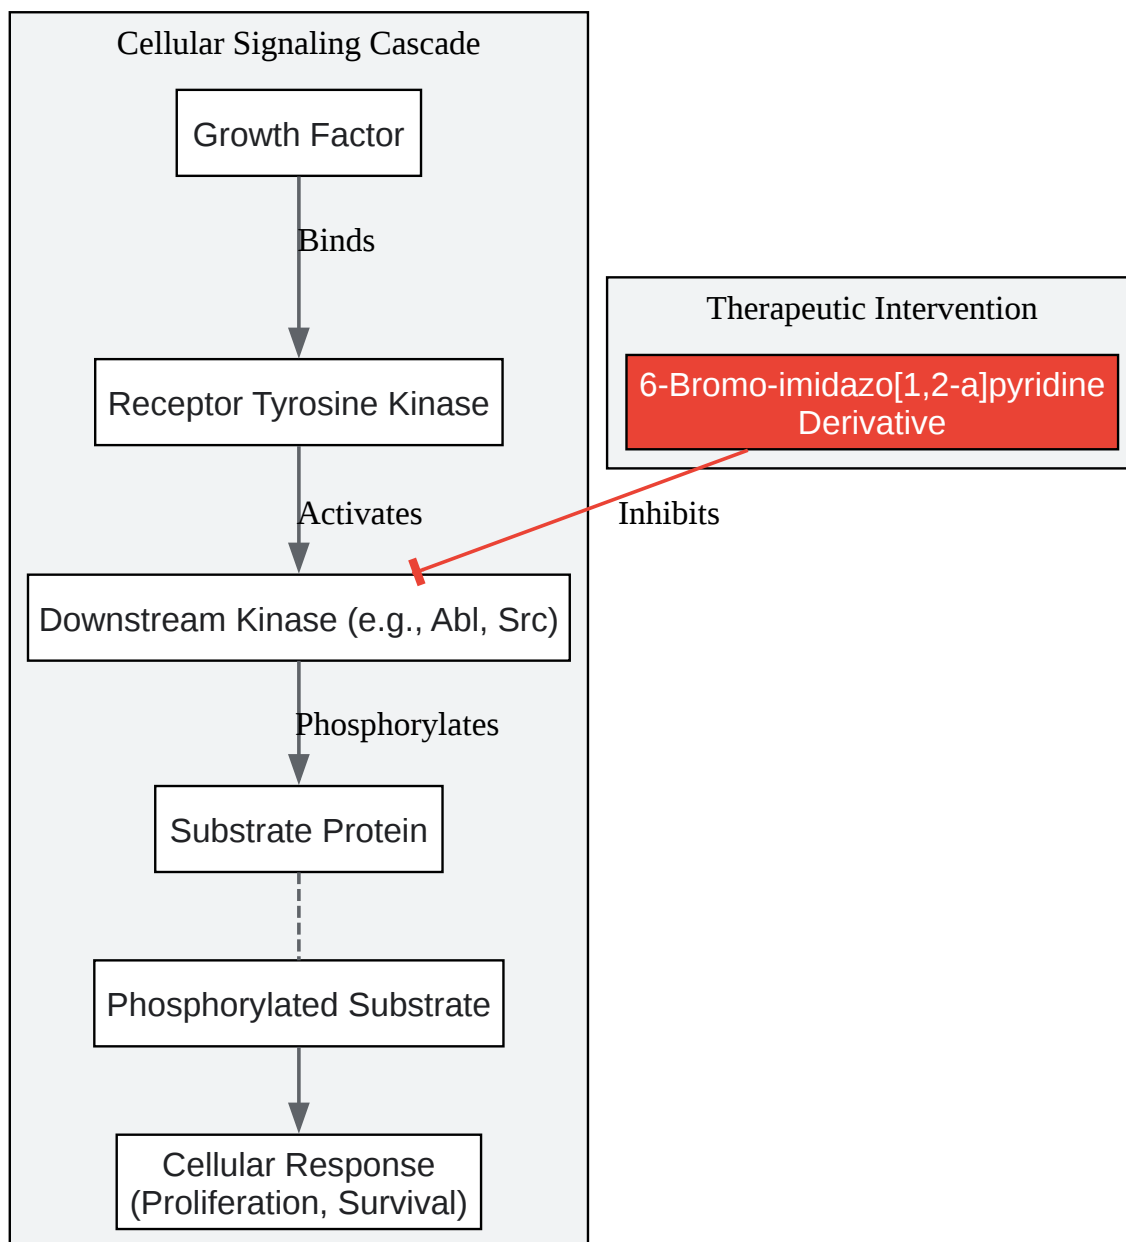 Cellular Signaling Cascade
Growth Factor
Binds
Receptor Tyrosine Kinase
Activates
Downstream Kinase (e.g., Abl, Src)
Phosphorylates
Substrate Protein
Phosphorylated Substrate
Cellular Response
(Proliferation, Survival)
Therapeutic Intervention
6-Bromo-imidazo[1,2-a]pyridine
Derivative
Inhibits